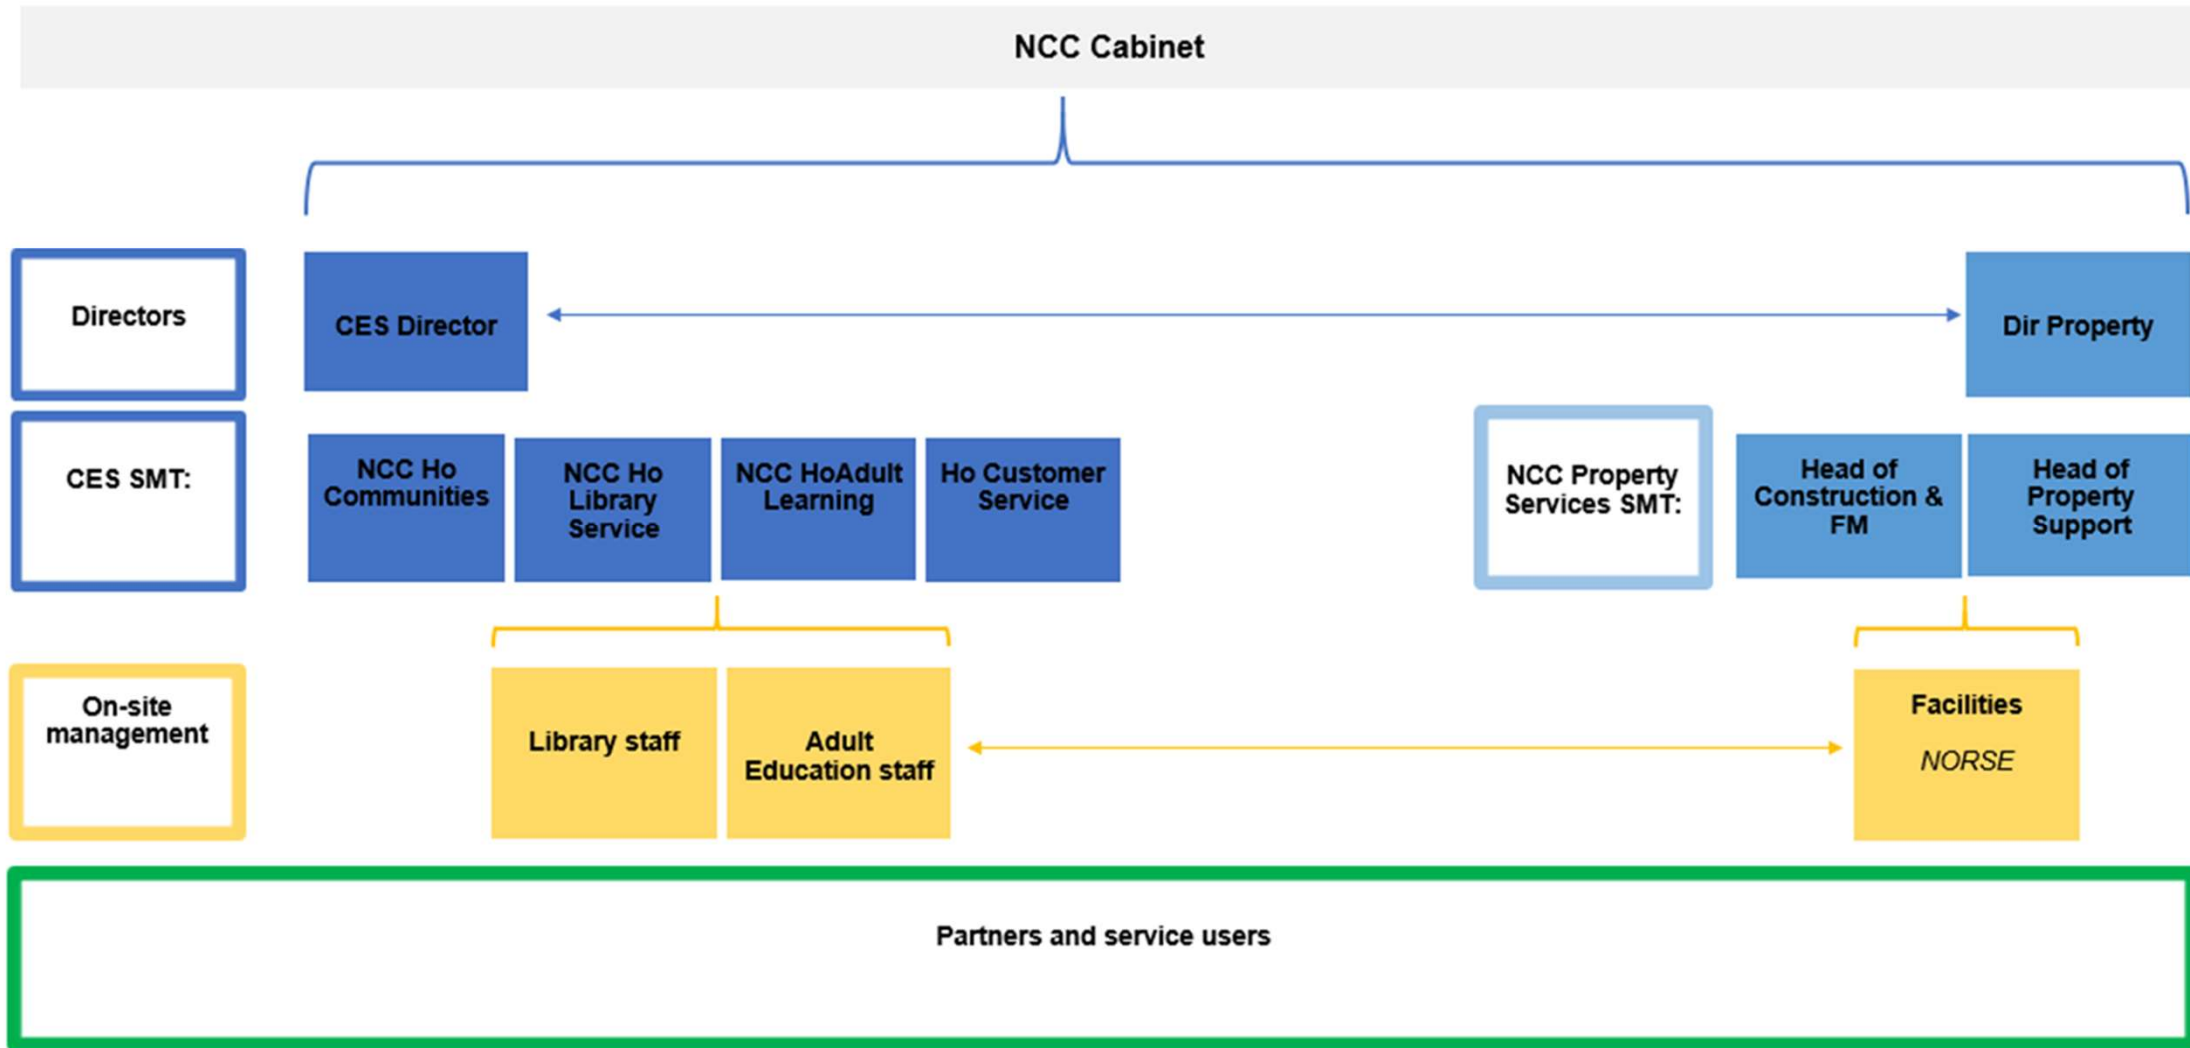 NCC Cabinet
Directors
CES Director
Dir Property
CES SMT:
NCC Ho
Communities
NCC Ho
Library
Service
NCC HoAdult
Learning
Ho Customer
Service
NCC Property
Services SMT:
Head of
Construction &
FM
Head of
Property
Support
On-site
management
Library staff
Adult
Education staff
Facilities
NORSE
Partners and service users